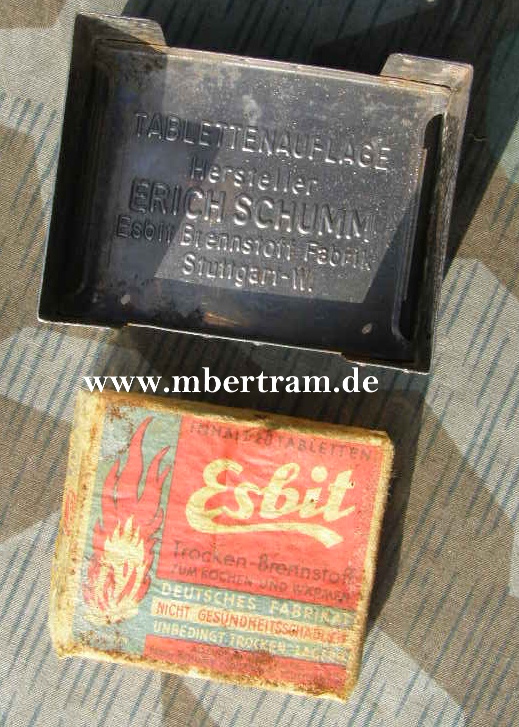 TABLETTENAUFLAGE
Hersteller
ERICH SCHUMM
Esbit Brennstoff-Fabrik
Stuttgart-W.
www.mbertram.de
TABLETTEN
Esbit
Trocken-Brennstoff
ZUM KOCHEN UND WÄRMEN
DEUTSCHES FABRIKAT
NICHT GESUNDHEITSSCHÄDLICH
UNBEDINGT TROCKEN LAGERN